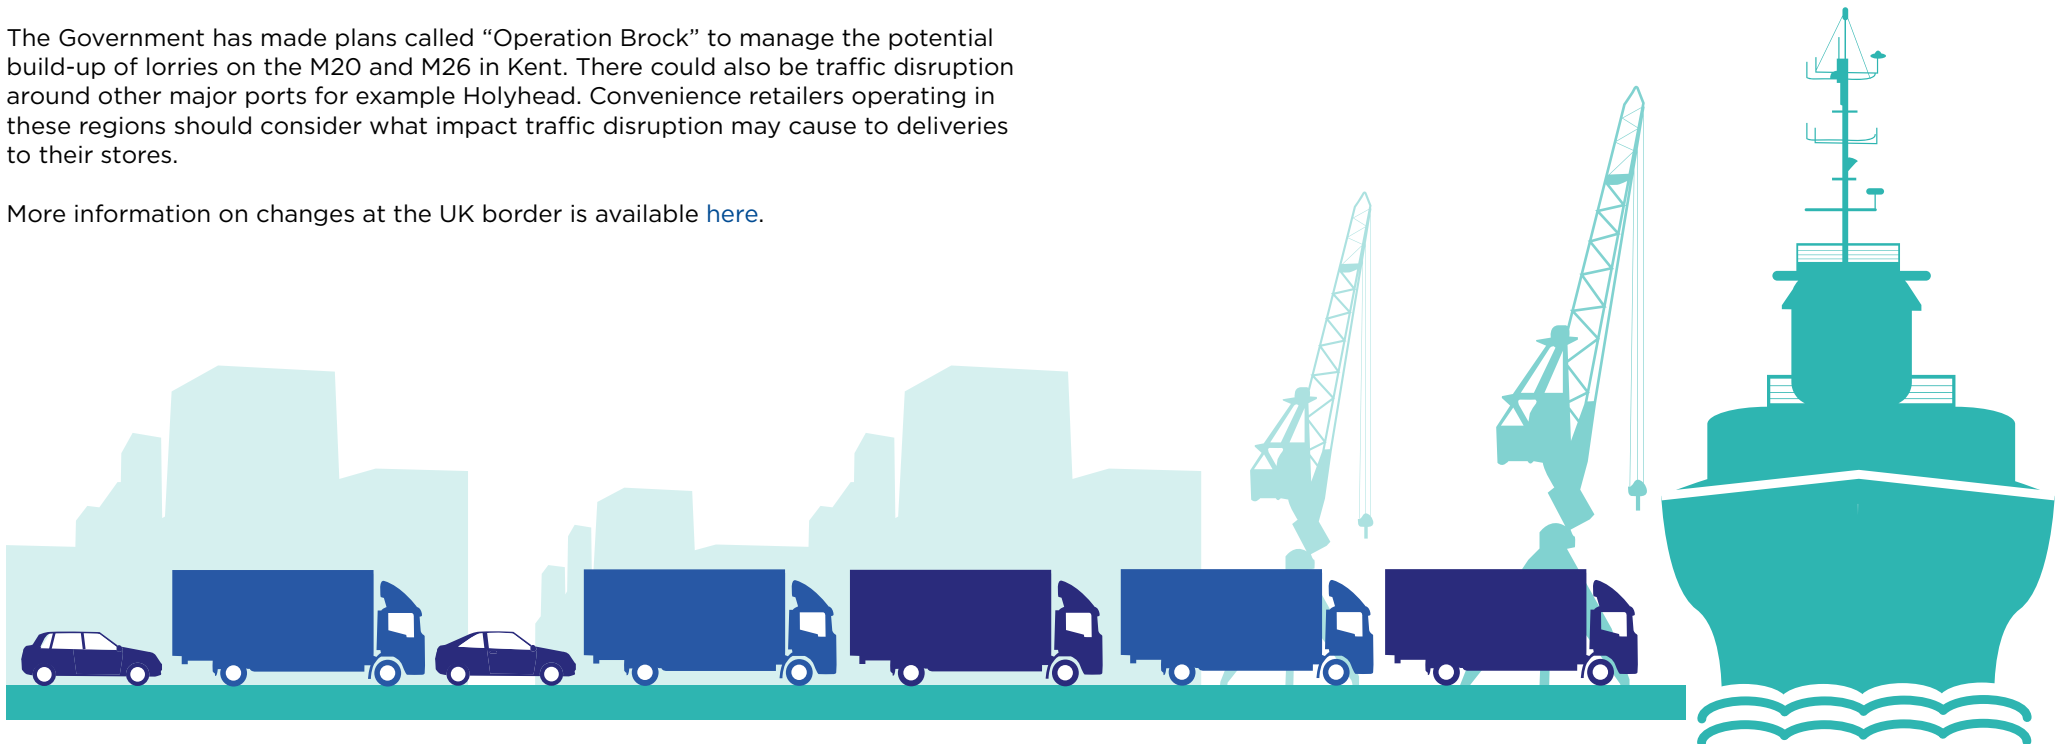 The Government has made plans called “Operation Brock” to manage the potential
build-up of lorries on the M20 and M26 in Kent. There could also be traffic disruption
around other major ports for example Holyhead. Convenience retailers operating in
these regions should consider what impact traffic disruption may cause to deliveries
to their stores.
More information on changes at the UK border is available here.